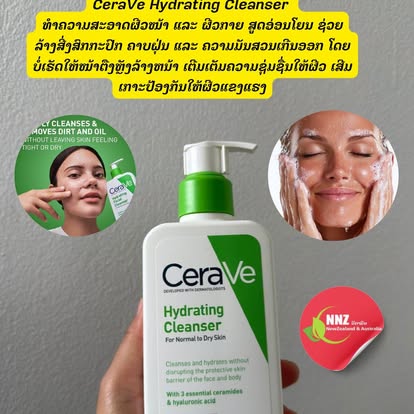 CeraVe Hydrating Cleanser
ທຳຄວາມສະອາດຜິວໜ້າ ແລະ ຜິວກາຍ ສູດອ່ອນໂຍນ ຊ່ວຍ
ລ້າງສິ່ງສົກກະປົກ ຄາບຝຸ່ນ ແລະ ຄວາມມັນສ່ວນເກີນອອກ ໂດຍ
ບໍ່ເຮັດໃຫ້ໜ້າຕຶງຫຼັງລ້າງໜ້າ ເຕີມເຕັມຄວາມຊຸ່ມຊື່ນໃຫ້ຜິວ ເສີມ
ເກາະປ້ອງກັນໃຫ້ຜິວແຂງແຮງ
LY CLEANSES &
MOVES DIRT AND OIL
WITHOUT LEAVING SKIN FEELING
TIGHT OR DRY
CeraVe
CeraVe
DEVELOPED WITH DERMATOLOGISTS
Hydrating
Cleanser
For Normal to Dry Skin
Cleanses and hydrates without
disrupting the protective skin
barrier of the face and body
With 3 essential ceramides
& hyaluronic acid
NNZ
NewZealand & Australia